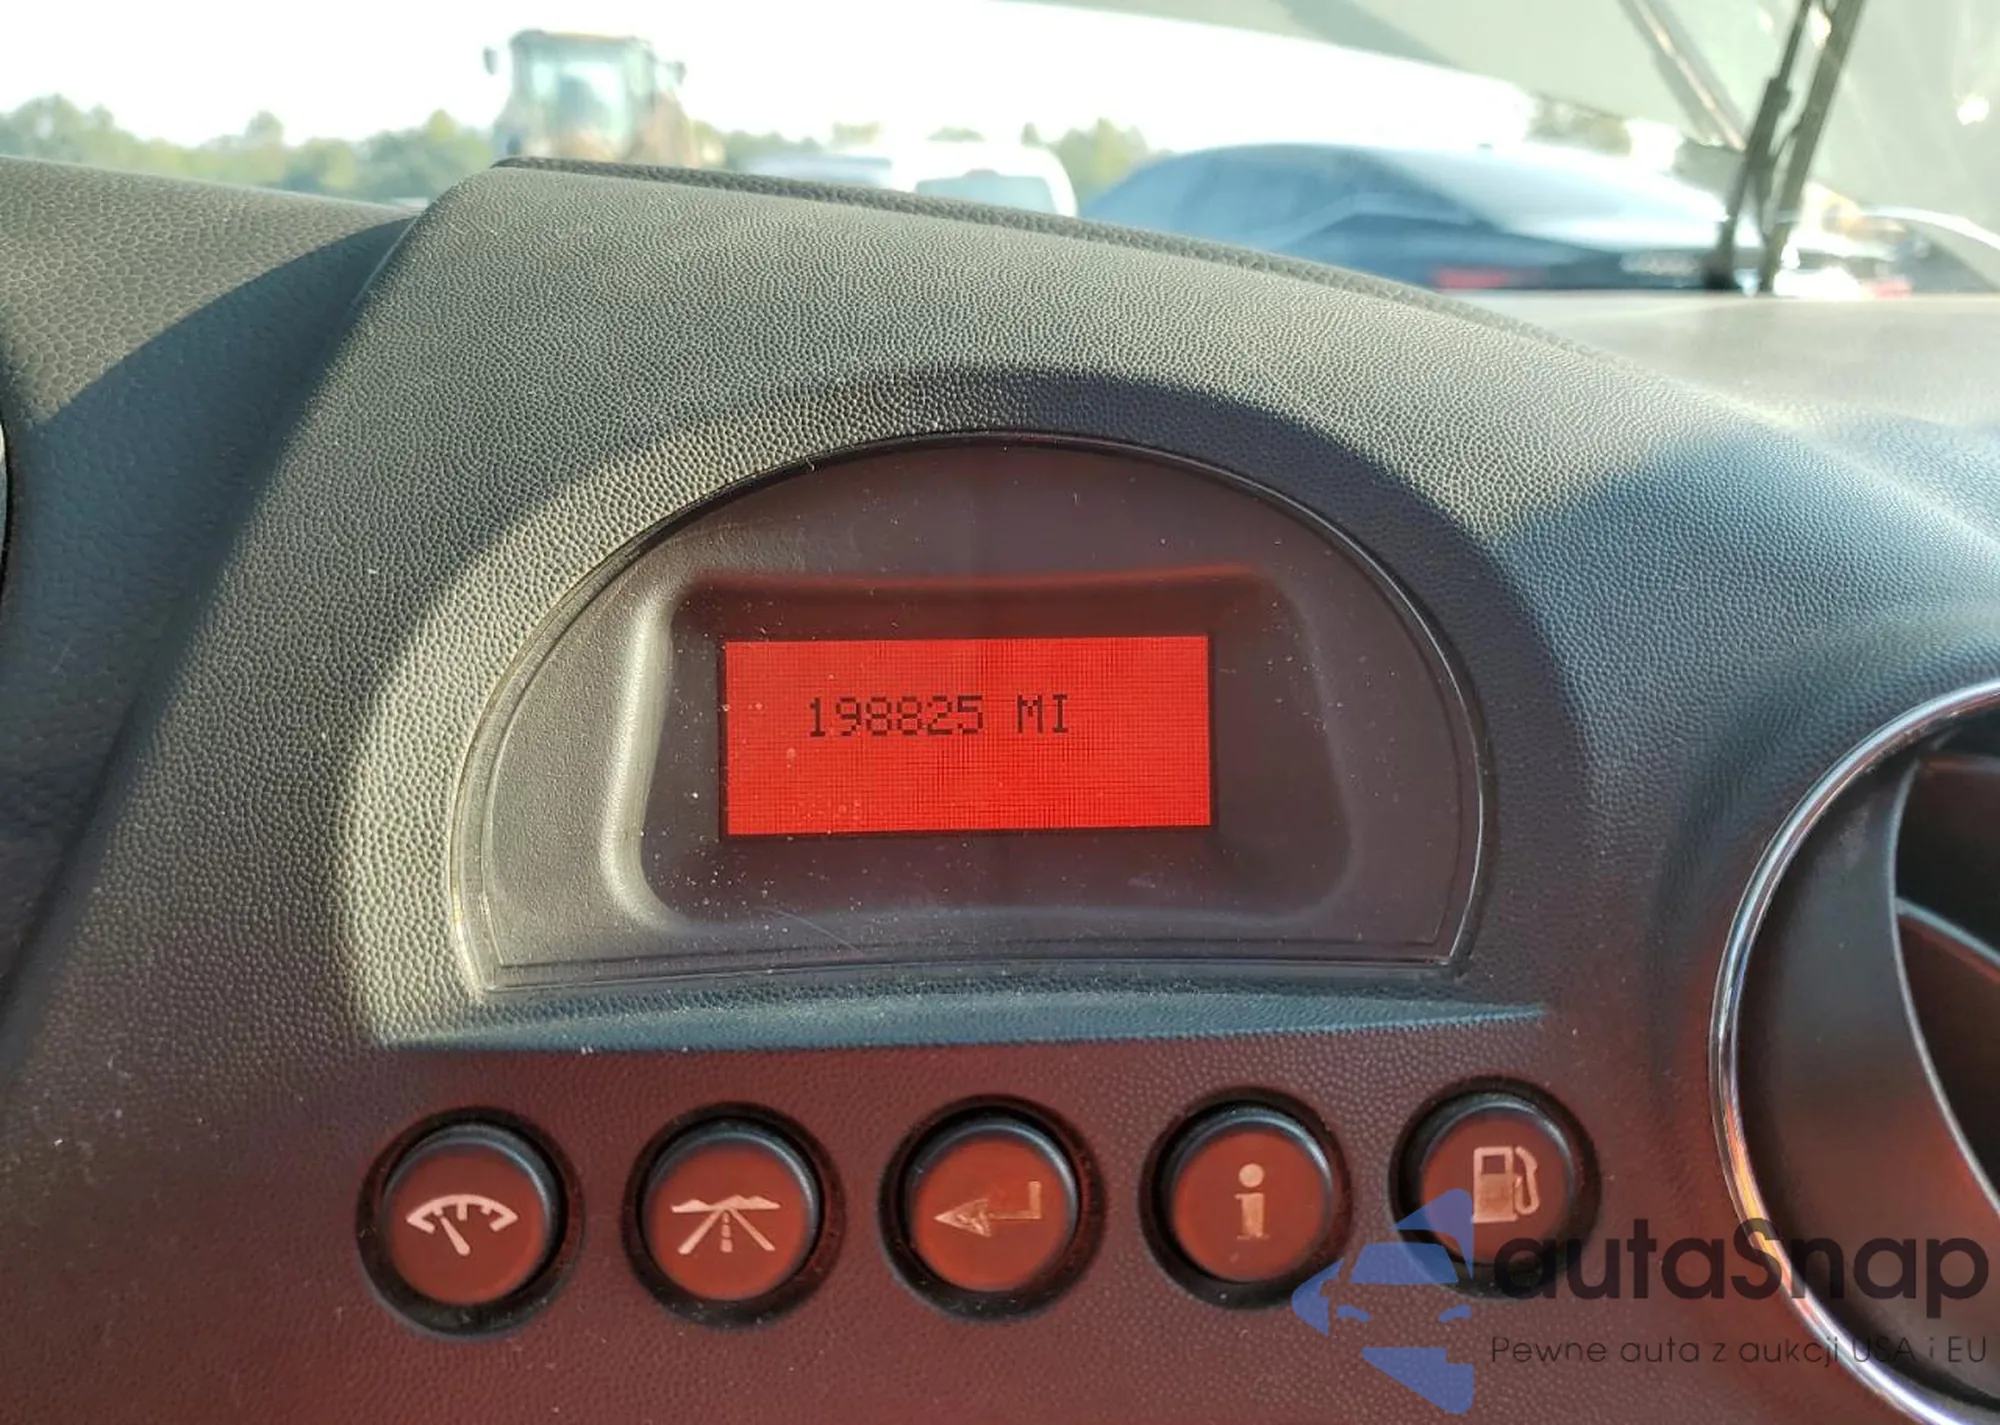 198825 MI
i
autaSnap
Pewne auta z aukcji USA i EU